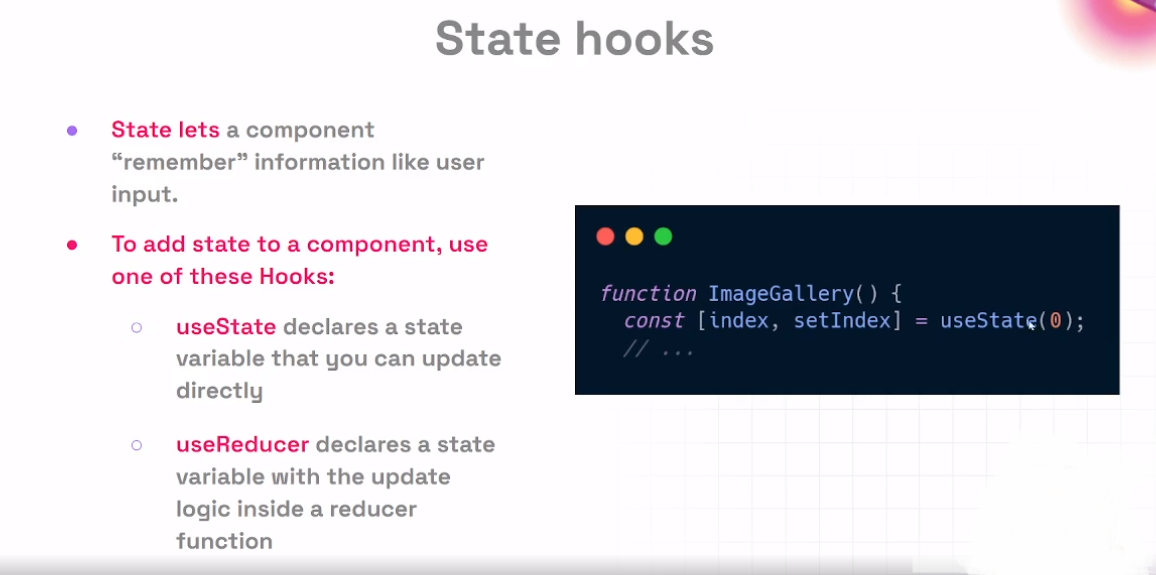 State hooks
State lets a component
“remember” information like user
input.
To add state to a component, use
one of these Hooks:
useState declares a state
variable that you can update
directly
useReducer declares a state
variable with the update
logic inside a reducer
function
function ImageGallery() {
const [index, setIndex] = useState(0);
// ...